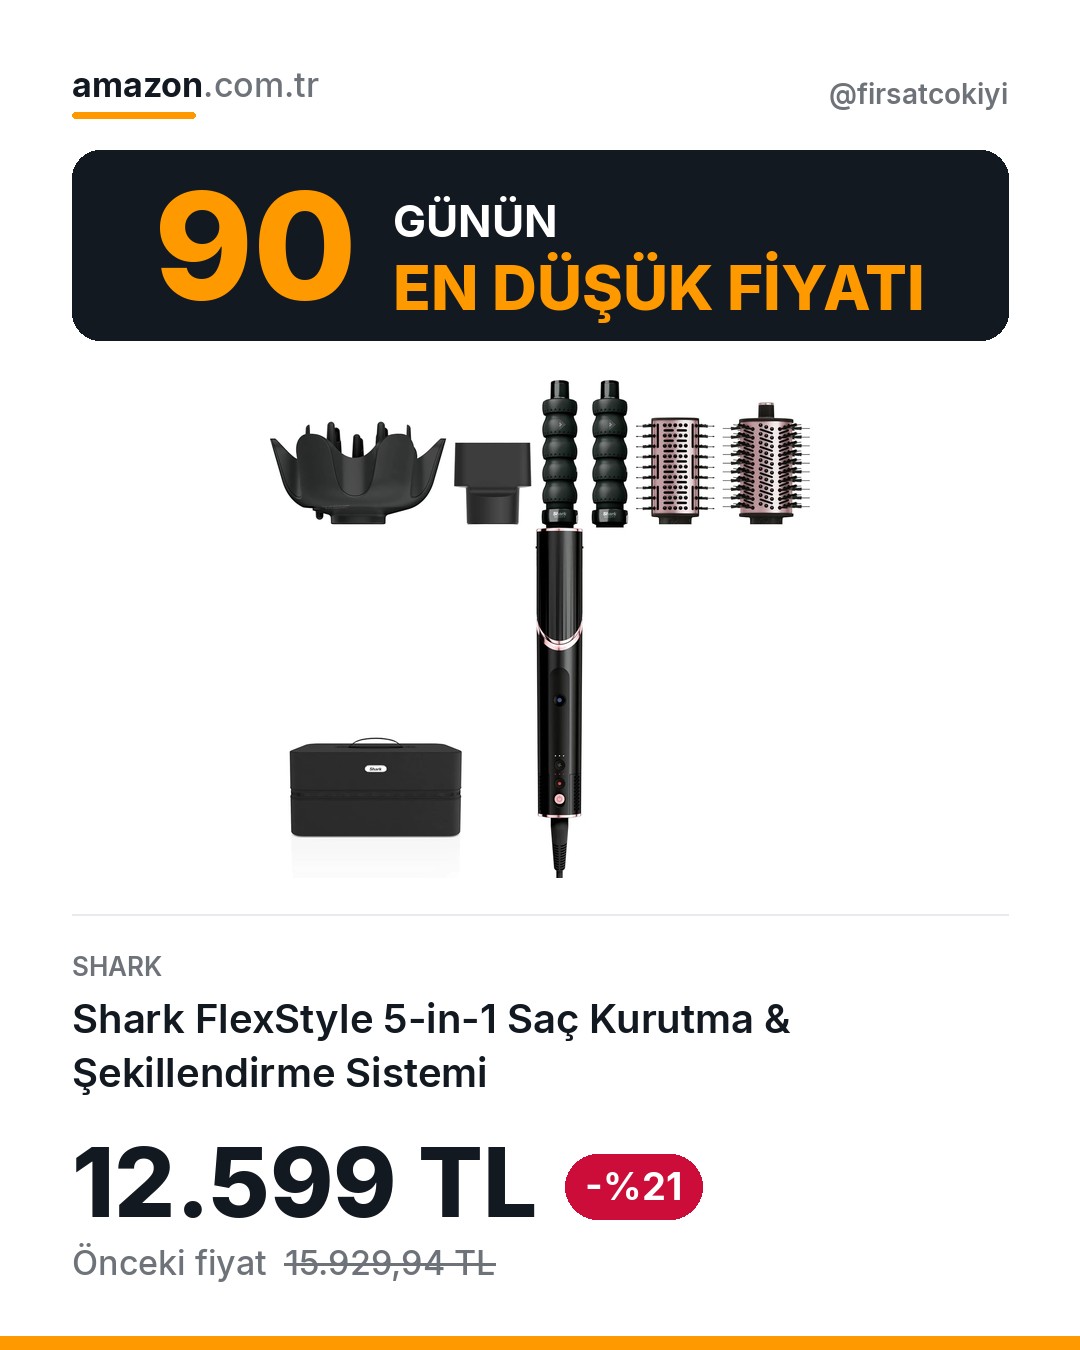 amazon.com.tr
@firsatcokiyi
90
GÜNÜN
EN DÜŞÜK FİYATI
Shark
SHARK
Shark FlexStyle 5-in-1 Saç Kurutma &
Şekillendirme Sistemi
12.599 TL
-%21
Önceki fiyat 15.929,94 TL